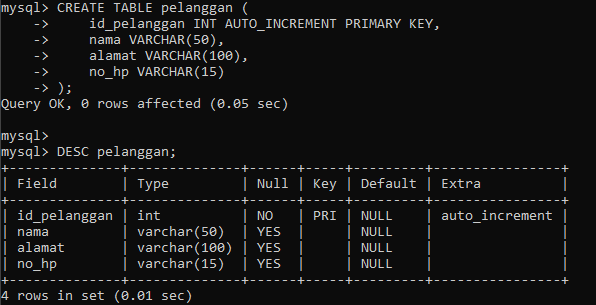 mysql> CREATE TABLE pelanggan (
    ->     id_pelanggan INT AUTO_INCREMENT PRIMARY KEY,
    ->     nama VARCHAR(50),
    ->     alamat VARCHAR(100),
    ->     no_hp VARCHAR(15)
    -> );
Query OK, 0 rows affected (0.05 sec)

mysql>
mysql> DESC pelanggan;
+--------------+--------------+------+-----+---------+----------------+
| Field        | Type         | Null | Key | Default | Extra          |
+--------------+--------------+------+-----+---------+----------------+
| id_pelanggan | int          | NO   | PRI | NULL    | auto_increment |
| nama         | varchar(50)  | YES  |     | NULL    |                |
| alamat       | varchar(100) | YES  |     | NULL    |                |
| no_hp        | varchar(15)  | YES  |     | NULL    |                |
+--------------+--------------+------+-----+---------+----------------+
4 rows in set (0.01 sec)